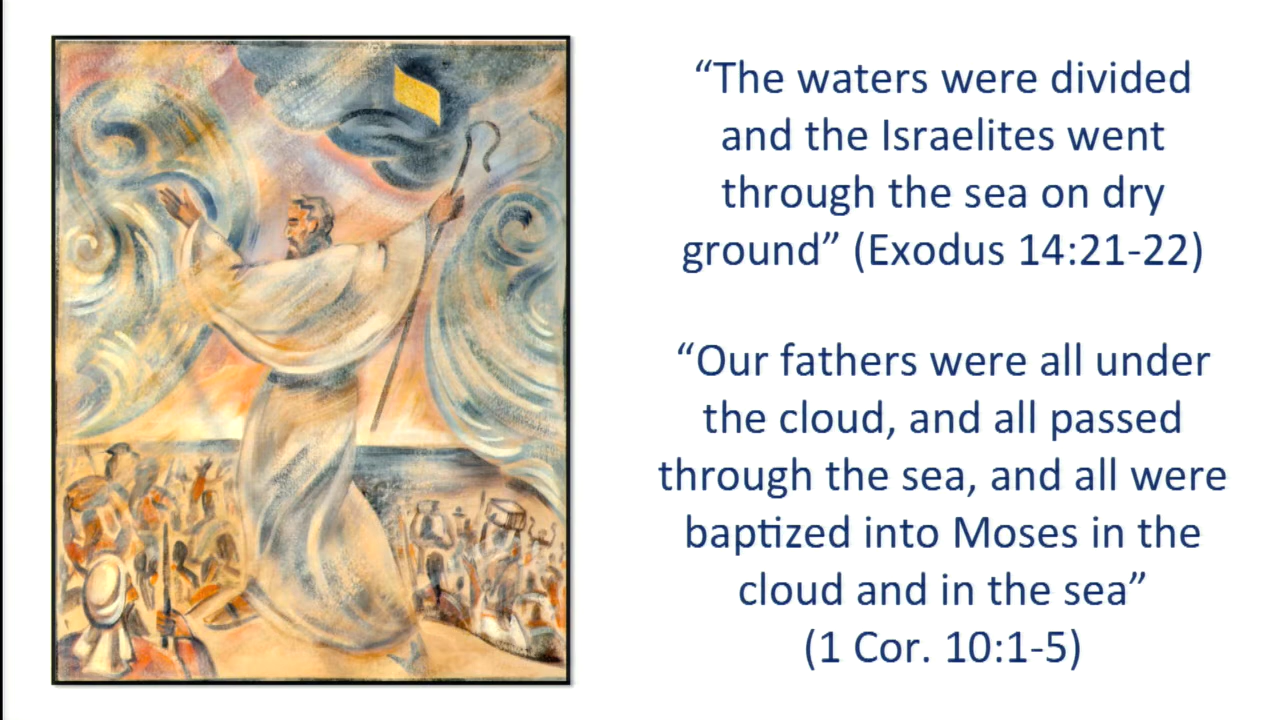 “The waters were divided
and the Israelites went
through the sea on dry
ground” (Exodus 14:21-22)
“Our fathers were all under
the cloud, and all passed
through the sea, and all were
baptized into Moses in the
cloud and in the sea”
(1 Cor. 10:1-5)